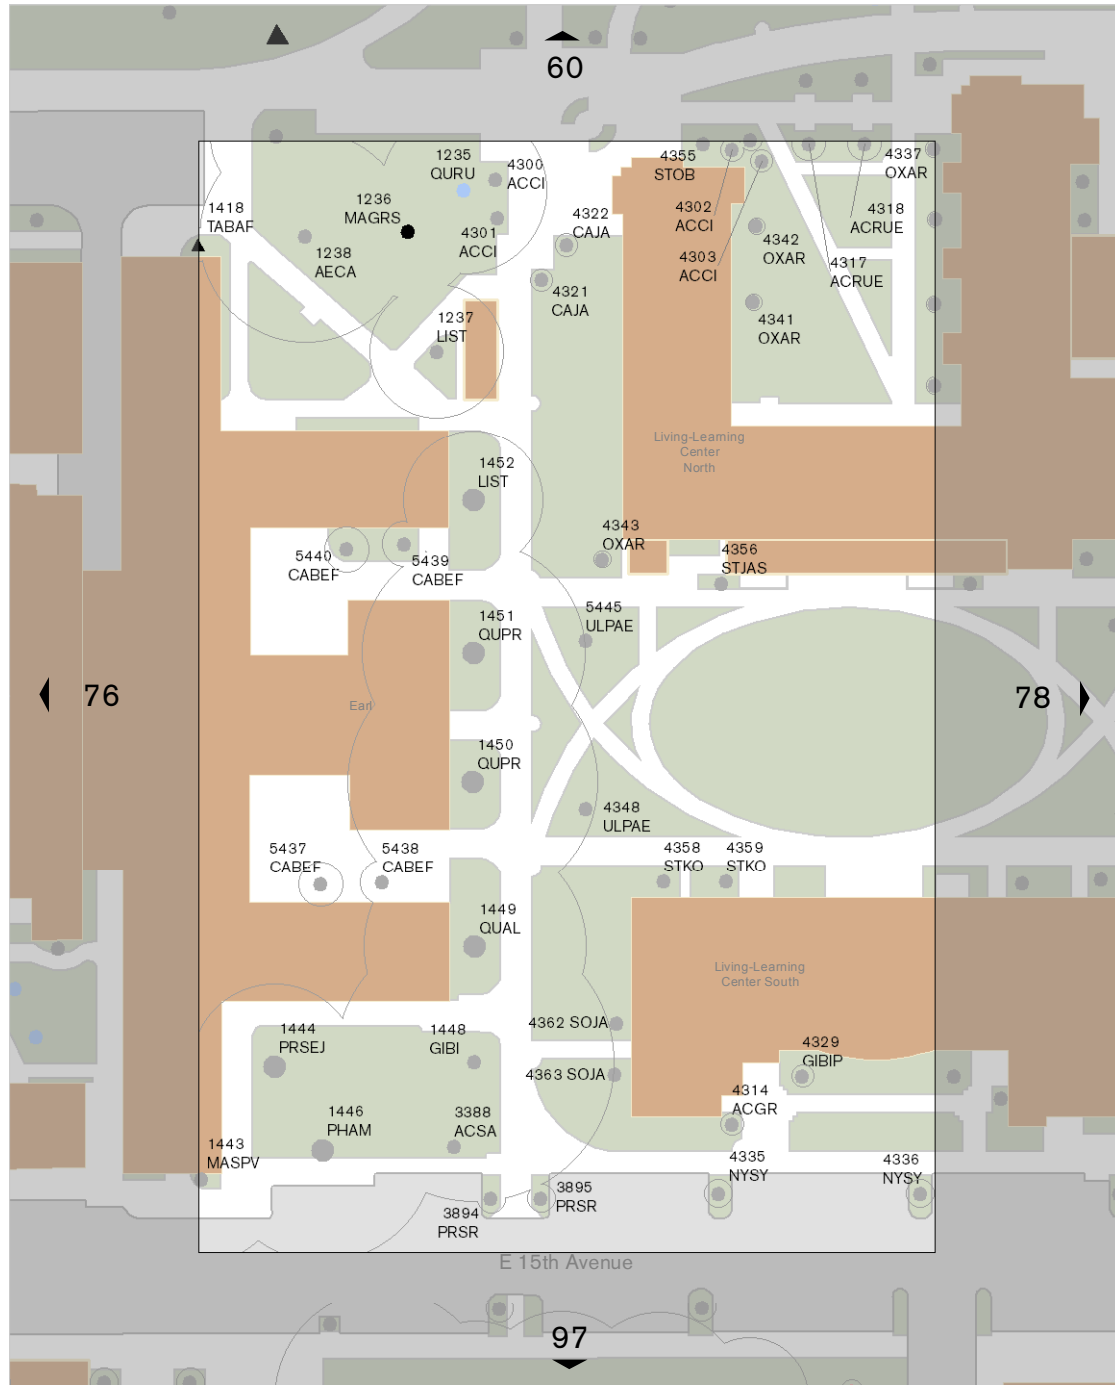 60
1235
QURU
4300
ACCI
4355
STOB
4337
OXAR
1236
MAGRS
1418
TABAF
4301
ACCI
4322
CAJA
4302
ACCI
4318
ACRUE
1238
AECA
4342
OXAR
4303
ACCI
4317
ACRUE
4321
CAJA
1237
LIST
4341
OXAR
Living-Learning
Center
North
1452
LIST
4343
OXAR
5440
CABEF
5439
CABEF
4356
STJAS
1451
QUPR
5445
ULPAE
76
Earl
78
1450
QUPR
4348
ULPAE
5437
CABEF
5438
CABEF
4358
STKO
4359
STKO
1449
QUAL
Living-Learning
Center South
4362 SOJA
1444
PRSEJ
1448
GIBI
4329
GIBIP
4363 SOJA
4314
ACGR
1446
PHAM
3388
ACSA
1443
MASPV
4335
NYSY
4336
NYSY
3895
PRSR
3894
PRSR
E 15th Avenue
97